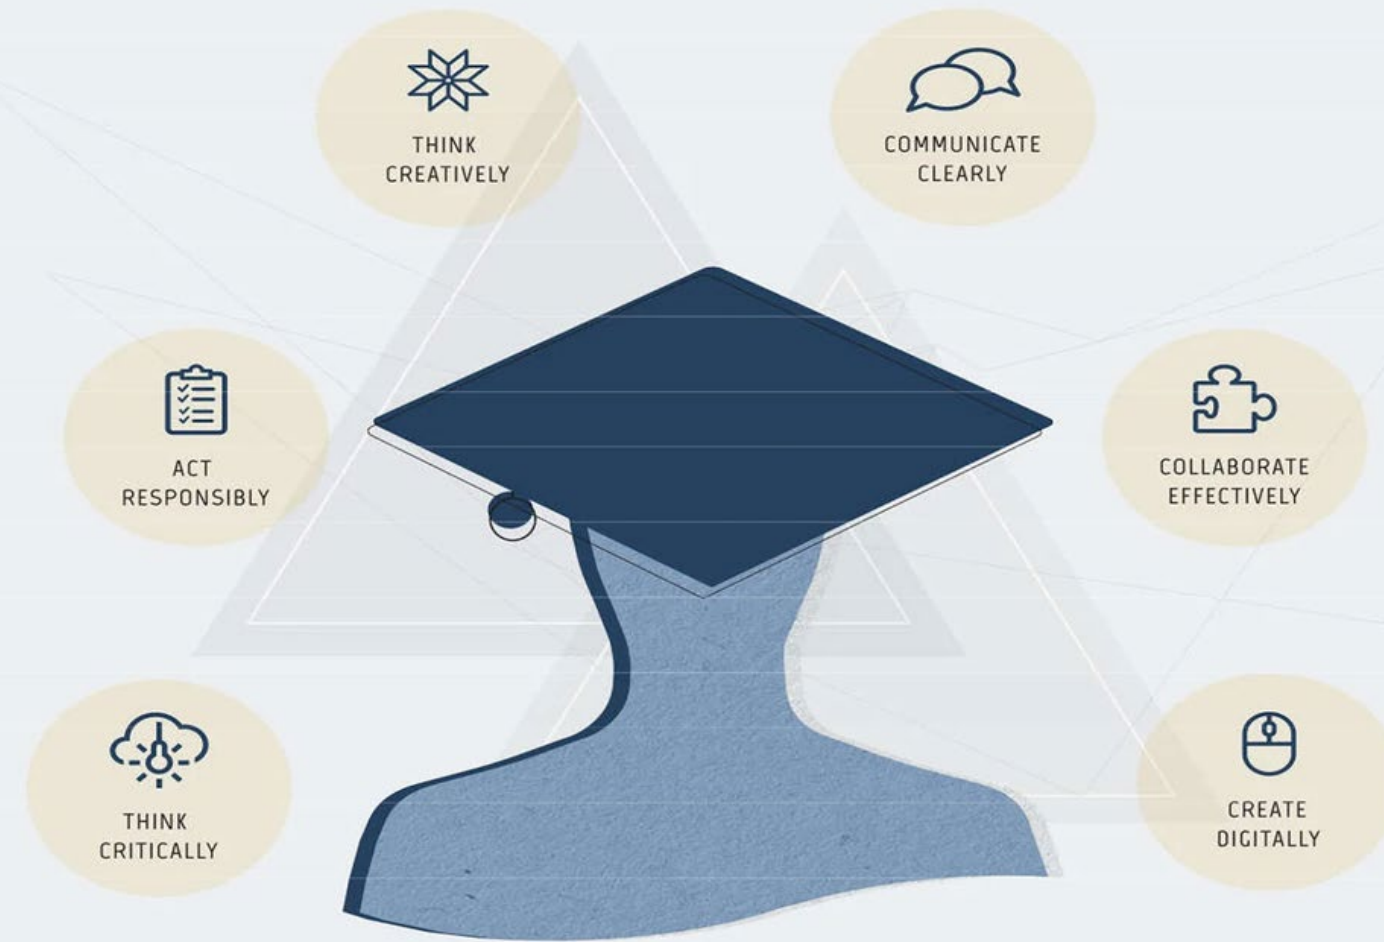 THINK
CREATIVELY
COMMUNICATE
CLEARLY
ACT
RESPONSIBLY
COLLABORATE
EFFECTIVELY
THINK
CRITICALLY
CREATE
DIGITALLY